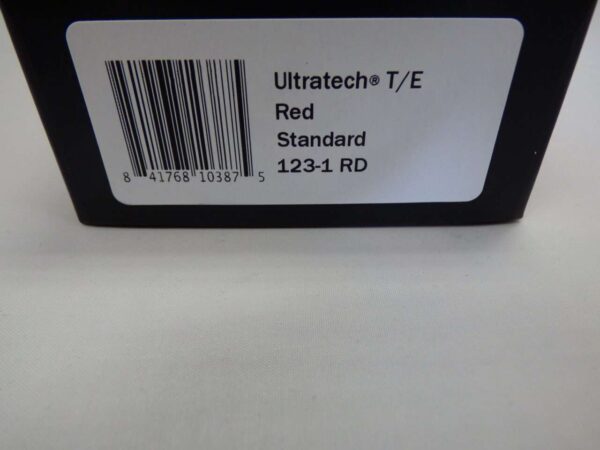 Ultratech® T/E
Red
Standard
123-1 RD
8 41768 10387 5